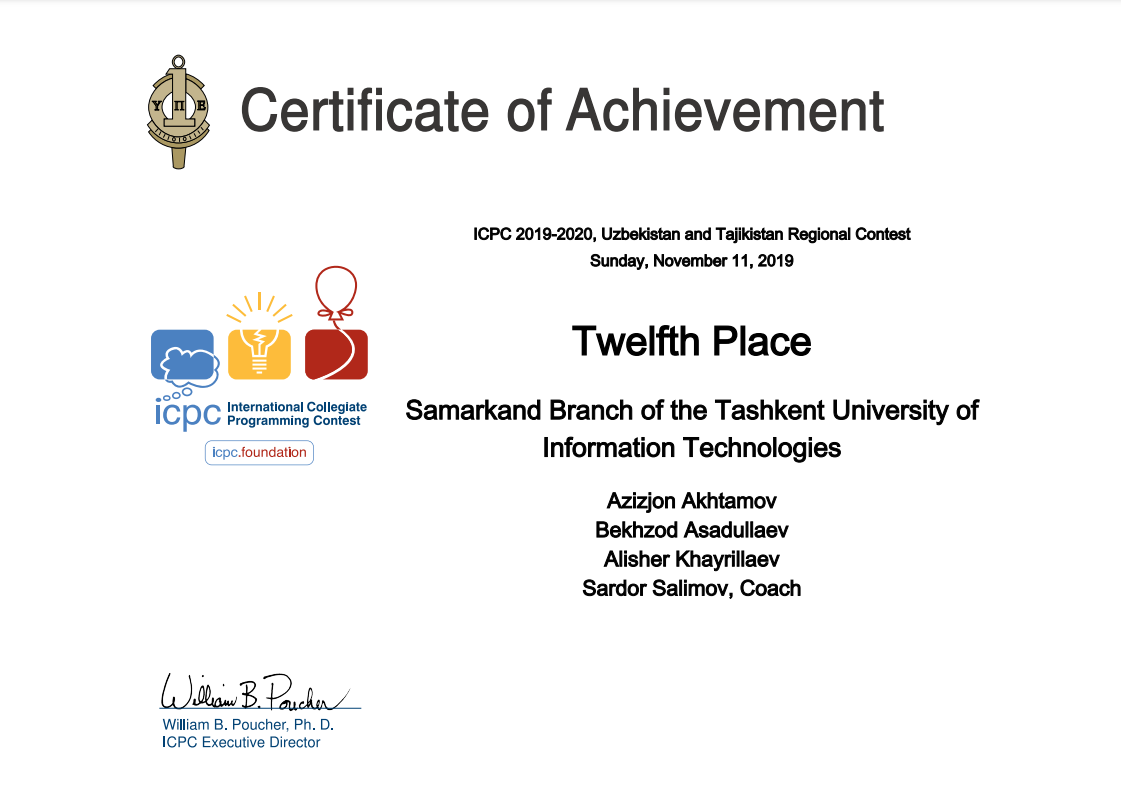 Υ Π Ε
Certificate of Achievement
ICPC 2019-2020, Uzbekistan and Tajikistan Regional Contest
Sunday, November 11, 2019
Twelfth Place
Samarkand Branch of the Tashkent University of
Information Technologies
Azizjon Akhtamov
Bekhzod Asadullaev
Alisher Khayrillaev
Sardor Salimov, Coach
icpc International Collegiate
Programming Contest
icpc.foundation
William B. Poucher
William B. Poucher, Ph. D.
ICPC Executive Director